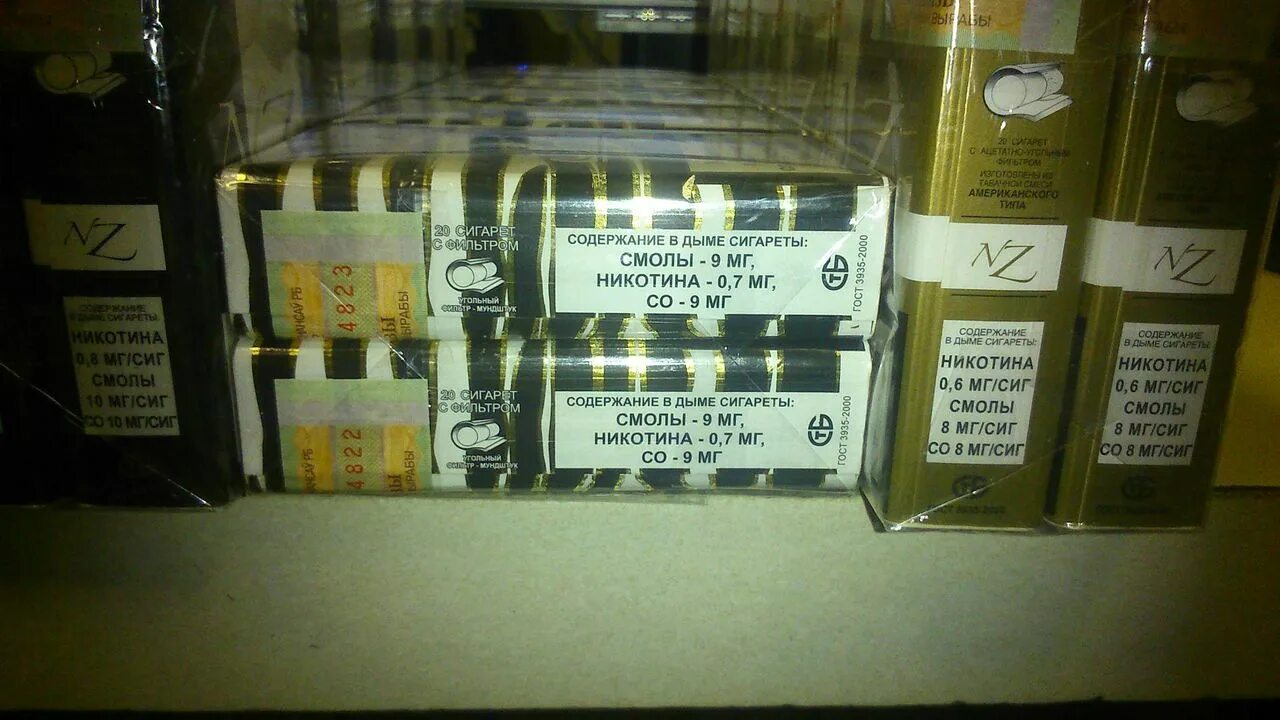 NZ
СОДЕРЖАНИЕ
В ДЫМЕ СИГАРЕТЫ:
НИКОТИНА
0,8 МГ/СИГ
СМОЛЫ
10 МГ/СИГ
СО 10 МГ/СИГ
20 СИГАРЕТ
С ФИЛЬТРОМ
УГОЛЬНЫЙ
ФИЛЬТР - МУНДШТУК
4823
ВЫРАБЫ
СОДЕРЖАНИЕ В ДЫМЕ СИГАРЕТЫ:
СМОЛЫ - 9 МГ,
НИКОТИНА - 0,7 МГ,
СО - 9 МГ
ГОСТ 3935-2000
20 СИГАРЕТ
С ФИЛЬТРОМ
УГОЛЬНЫЙ
ФИЛЬТР - МУНДШТУК
4822
СОДЕРЖАНИЕ В ДЫМЕ СИГАРЕТЫ:
СМОЛЫ - 9 МГ,
НИКОТИНА - 0,7 МГ,
СО - 9 МГ
ГОСТ 3935-2000
ВЫРАБЫ
20 СИГАРЕТ
С АЦЕТАТНО-УГОЛЬНЫМ
ФИЛЬТРОМ
ИЗГОТОВЛЕНЫ ИЗ
ТАБАЧНОЙ СМЕСИ
АМЕРИКАНСКОГО
ТИПА
NZ
СОДЕРЖАНИЕ
В ДЫМЕ СИГАРЕТЫ:
НИКОТИНА
0,6 МГ/СИГ
СМОЛЫ
8 МГ/СИГ
СО 8 МГ/СИГ
NZ
СОДЕРЖАНИЕ
В ДЫМЕ СИГАРЕТЫ:
НИКОТИНА
0,6 МГ/СИГ
СМОЛЫ
8 МГ/СИГ
СО 8 МГ/СИГ